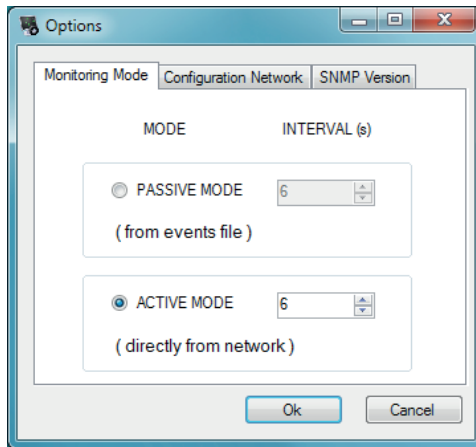 Options
Monitoring Mode Configuration Network SNMP Version
MODE INTERVAL (s)
PASSIVE MODE 6
( from events file )
ACTIVE MODE 6
( directly from network )
Ok Cancel